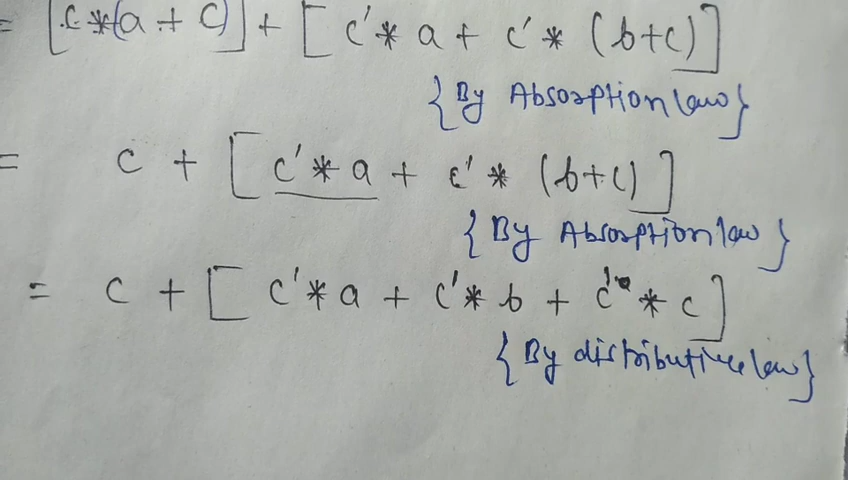 = [c*(a + c)] + [c'* a + c' * (b+c)]
{By Absorption law}
= c + [c' * a + c' * (b+c)]
{By Absorption law}
= c + [c'* a + c'* b + c' * c]
{By distributive law}